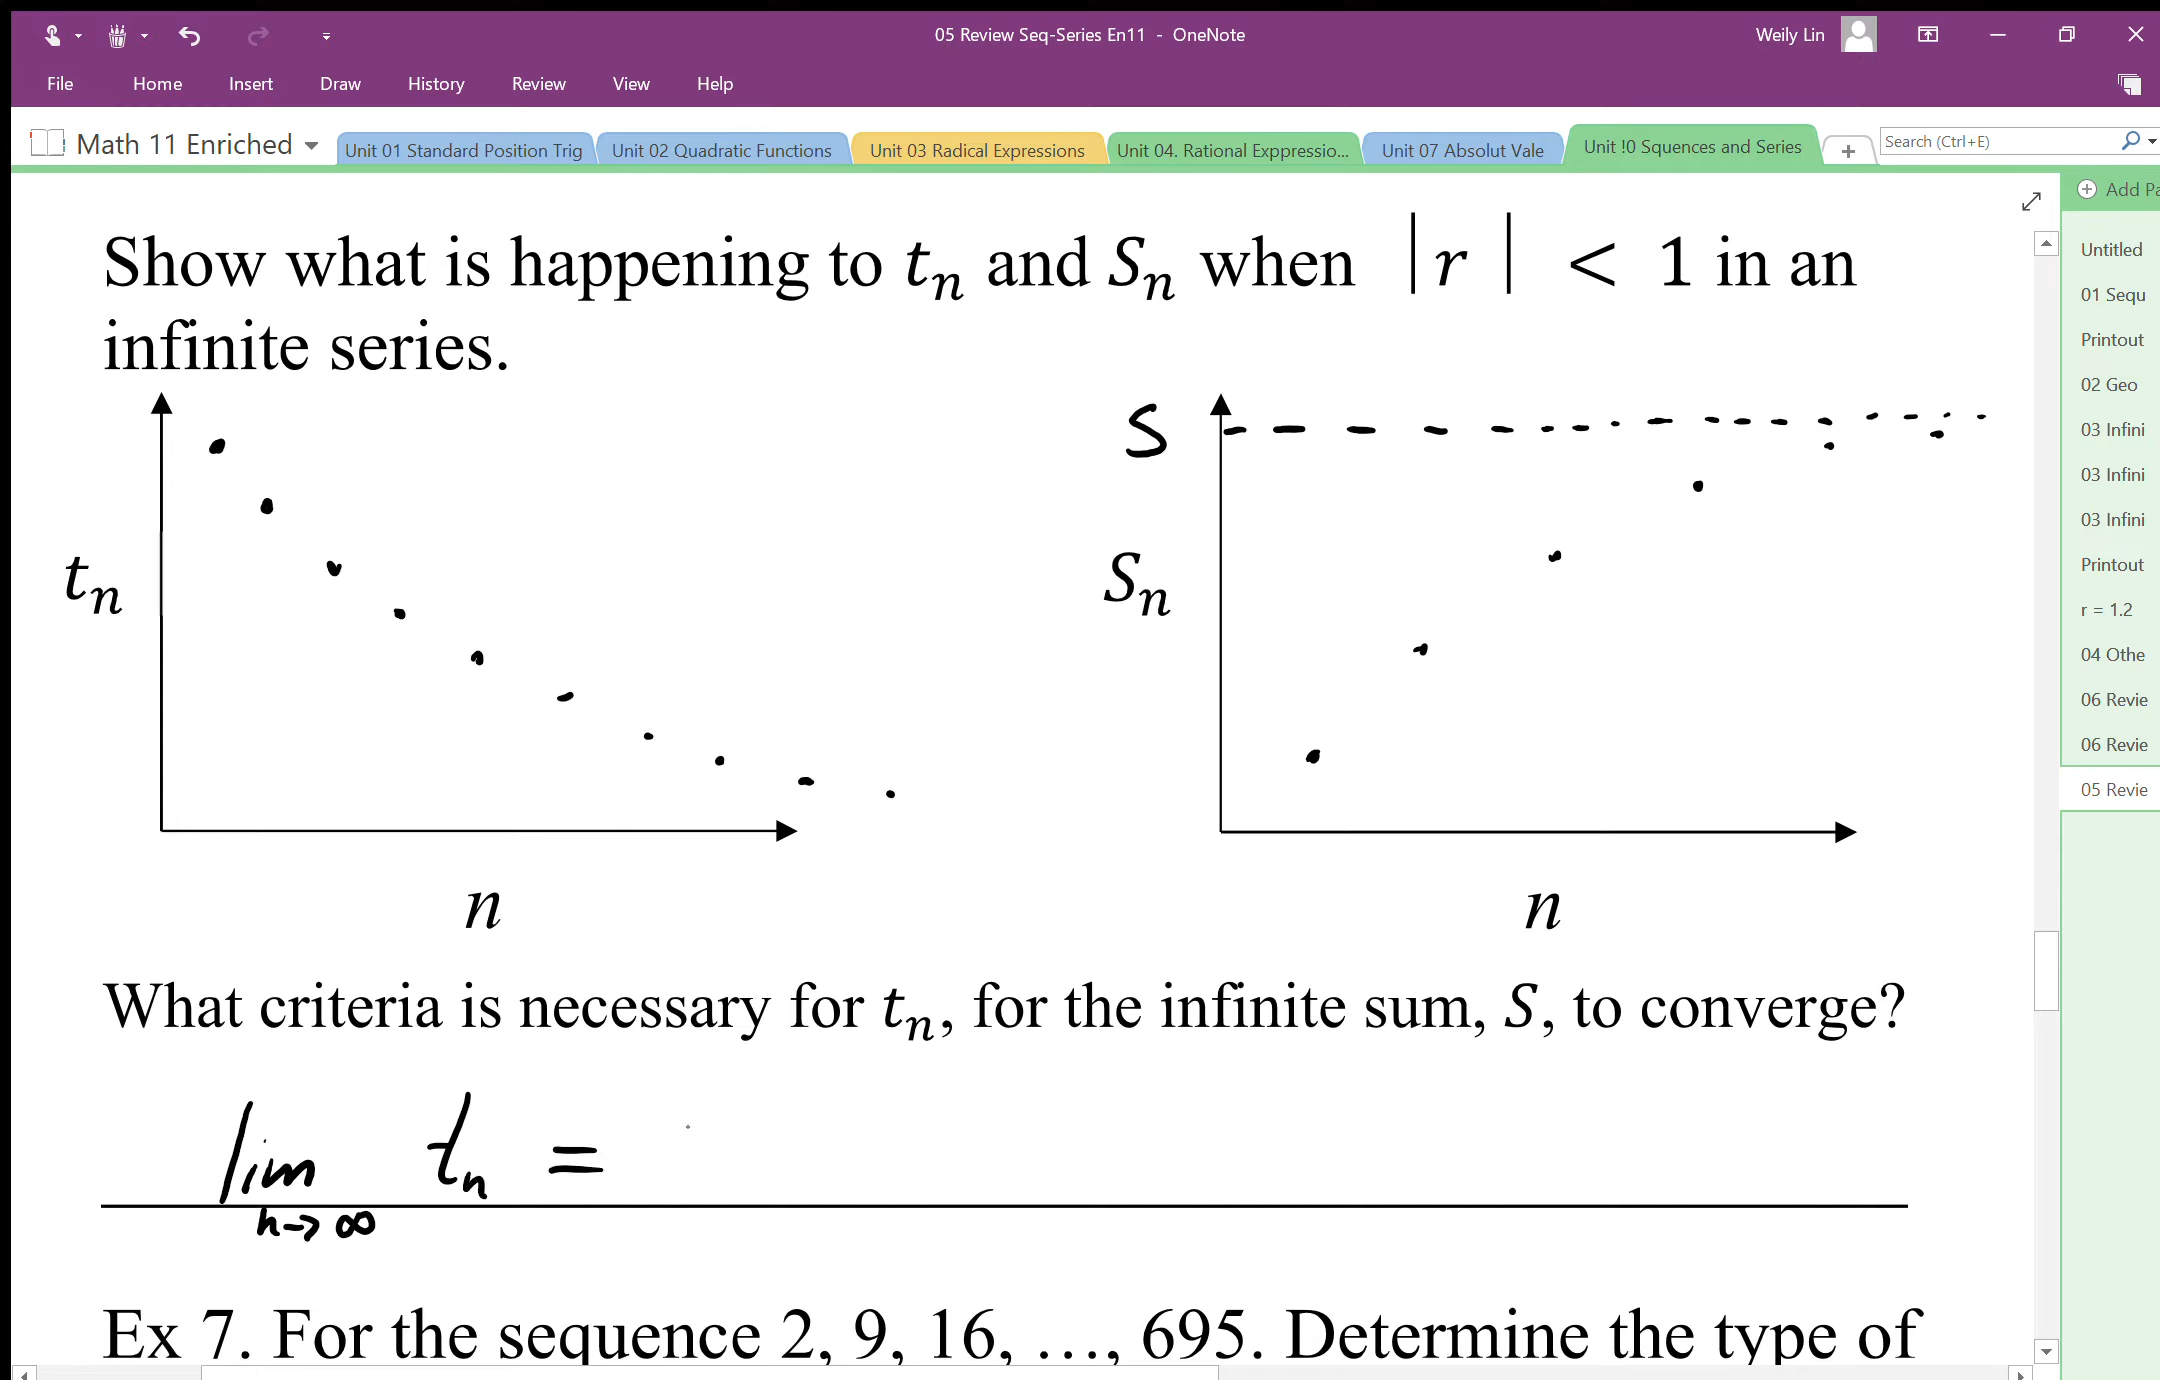 05 Review Seq-Series En11 - OneNote
Weily Lin
File Home Insert Draw History Review View Help
Math 11 Enriched
Unit 01 Standard Position Trig
Unit 02 Quadratic Functions
Unit 03 Radical Expressions
Unit 04. Rational Exppressio...
Unit 07 Absolut Vale
Unit !0 Squences and Series
Search (Ctrl+E)
Show what is happening to tₙ and Sₙ when |r| < 1 in an
infinite series.
S
tₙ
Sₙ
n
n
What criteria is necessary for tₙ, for the infinite sum, S, to converge?
lim tₙ =
n→∞
Ex 7. For the sequence 2, 9, 16, …, 695. Determine the type of
Add Pa
Untitled
01 Sequ
Printout
02 Geo
03 Infini
03 Infini
03 Infini
Printout
r = 1.2
04 Othe
06 Revie
06 Revie
05 Revie